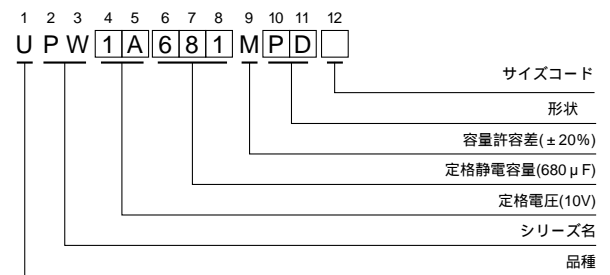 1 2 3 4 5 6 7 8 9 10 11 12
U P W 1 A 6 8 1 M P D
サイズコード
形状
容量許容差(±20%)
定格静電容量(680μF)
定格電圧(10V)
シリーズ名
品種